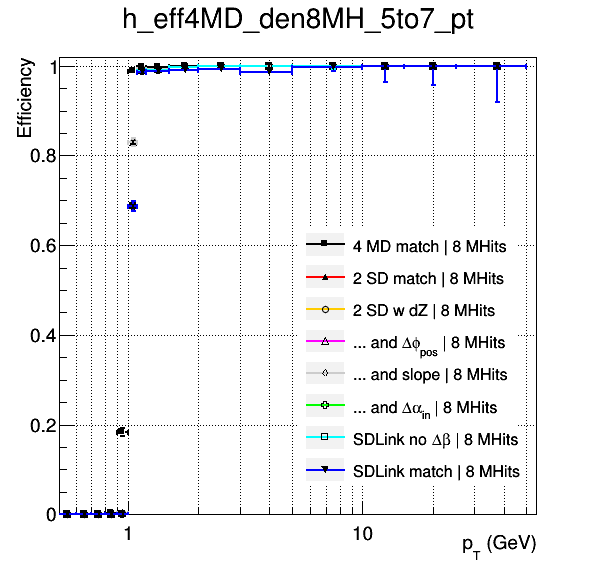 h_eff4MD_den8MH_5to7_pt
Efficiency
1
0.8
0.6
0.4
0.2
0
4 MD match | 8 MHits
2 SD match | 8 MHits
2 SD w dZ | 8 MHits
... and Δϕpos | 8 MHits
... and slope | 8 MHits
... and Δαin | 8 MHits
SDLink no Δβ | 8 MHits
SDLink match | 8 MHits
1 10
pT (GeV)